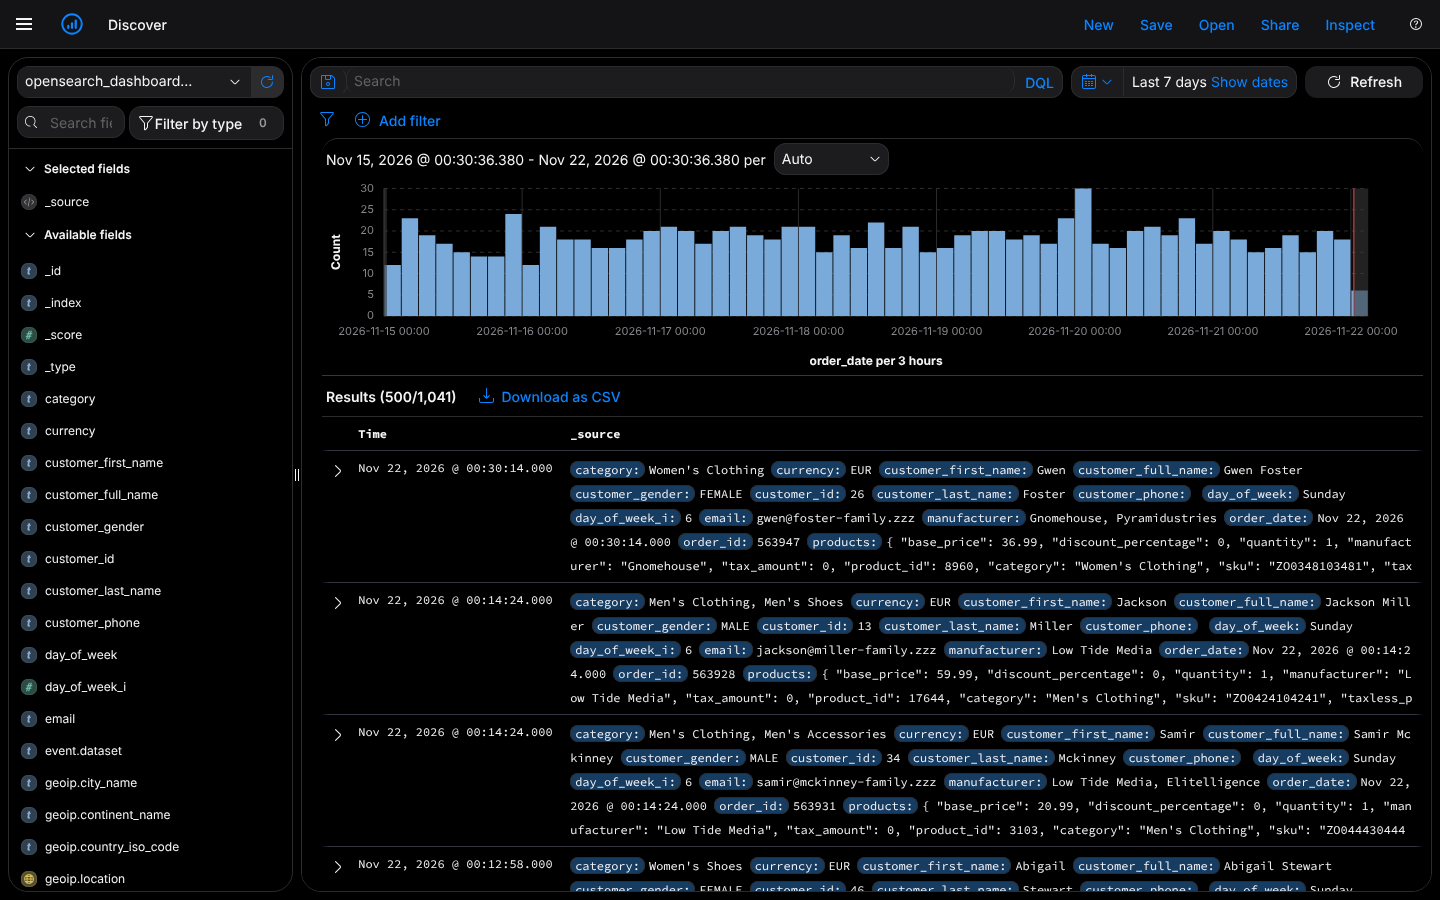 Discover
New Save Open Share Inspect
opensearch_dashboard...
Search
DQL
Last 7 days Show dates
Refresh
Filter by type 0
Add filter
Selected fields
_source
Available fields
_id
_index
_score
_type
category
currency
customer_first_name
customer_full_name
customer_gender
customer_id
customer_last_name
customer_phone
day_of_week
day_of_week_i
email
event.dataset
geoip.city_name
geoip.continent_name
geoip.country_iso_code
geoip.location
Nov 15, 2026 @ 00:30:36.380 - Nov 22, 2026 @ 00:30:36.380 per Auto
Count
30
25
20
15
10
5
0
2026-11-15 00:00 2026-11-16 00:00 2026-11-17 00:00 2026-11-18 00:00 2026-11-19 00:00 2026-11-20 00:00 2026-11-21 00:00 2026-11-22 00:00
order_date per 3 hours
Results (500/1,041) Download as CSV
Time _source
Nov 22, 2026 @ 00:30:14.000
category: Women's Clothing currency: EUR customer_first_name: Gwen customer_full_name: Gwen Foster
customer_gender: FEMALE customer_id: 26 customer_last_name: Foster customer_phone: day_of_week: Sunday
day_of_week_i: 6 email: gwen@foster-family.zzz manufacturer: Gnomehouse, Pyramidustries order_date: Nov 22, 2026
@ 00:30:14.000 order_id: 563947 products: { "base_price": 36.99, "discount_percentage": 0, "quantity": 1, "manufact
urer": "Gnomehouse", "tax_amount": 0, "product_id": 8960, "category": "Women's Clothing", "sku": "ZO0348103481", "tax
Nov 22, 2026 @ 00:14:24.000
category: Men's Clothing, Men's Shoes currency: EUR customer_first_name: Jackson customer_full_name: Jackson Mill
er customer_gender: MALE customer_id: 13 customer_last_name: Miller customer_phone: day_of_week: Sunday
day_of_week_i: 6 email: jackson@miller-family.zzz manufacturer: Low Tide Media order_date: Nov 22, 2026 @ 00:14:2
4.000 order_id: 563928 products: { "base_price": 59.99, "discount_percentage": 0, "quantity": 1, "manufacturer": "L
ow Tide Media", "tax_amount": 0, "product_id": 17644, "category": "Men's Clothing", "sku": "ZO0424104241", "taxless_p
Nov 22, 2026 @ 00:14:24.000
category: Men's Clothing, Men's Accessories currency: EUR customer_first_name: Samir customer_full_name: Samir Mc
kinney customer_gender: MALE customer_id: 34 customer_last_name: Mckinney customer_phone: day_of_week: Sunday
day_of_week_i: 6 email: samir@mckinney-family.zzz manufacturer: Low Tide Media, Elitelligence order_date: Nov 22,
2026 @ 00:14:24.000 order_id: 563931 products: { "base_price": 20.99, "discount_percentage": 0, "quantity": 1, "man
ufacturer": "Low Tide Media", "tax_amount": 0, "product_id": 3103, "category": "Men's Clothing", "sku": "ZO044430444
Nov 22, 2026 @ 00:12:58.000
category: Women's Shoes currency: EUR customer_first_name: Abigail customer_full_name: Abigail Stewart
customer_gender: FEMALE customer_id: 46 customer_last_name: Stewart customer_phone: day_of_week: Sunday